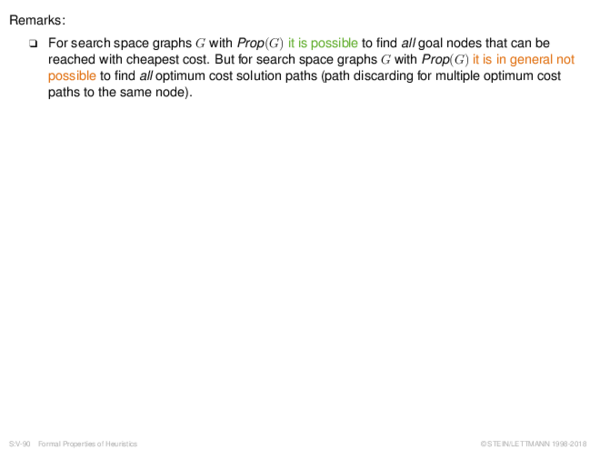 Remarks:
❑ For search space graphs G with Prop(G) it is possible to find all goal nodes that can be
reached with cheapest cost. But for search space graphs G with Prop(G) it is in general not
possible to find all optimum cost solution paths (path discarding for multiple optimum cost
paths to the same node).
S:V-90 Formal Properties of Heuristics
© STEIN/LETTMANN 1998-2018